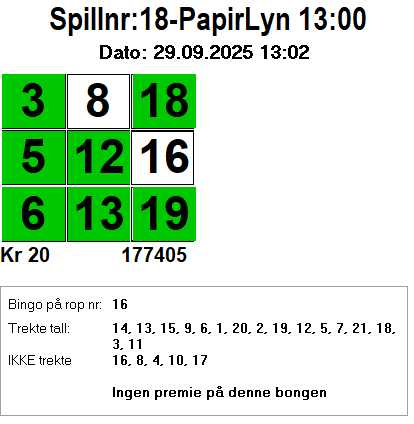 Spillnr:18-PapirLyn 13:00
Dato: 29.09.2025 13:02
3 8 18
5 12 16
6 13 19
Kr 20 177405
Bingo på rop nr: 16
Trekte tall: 14, 13, 15, 9, 6, 1, 20, 2, 19, 12, 5, 7, 21, 18,
3, 11
IKKE trekte 16, 8, 4, 10, 17
Ingen premie på denne bongen